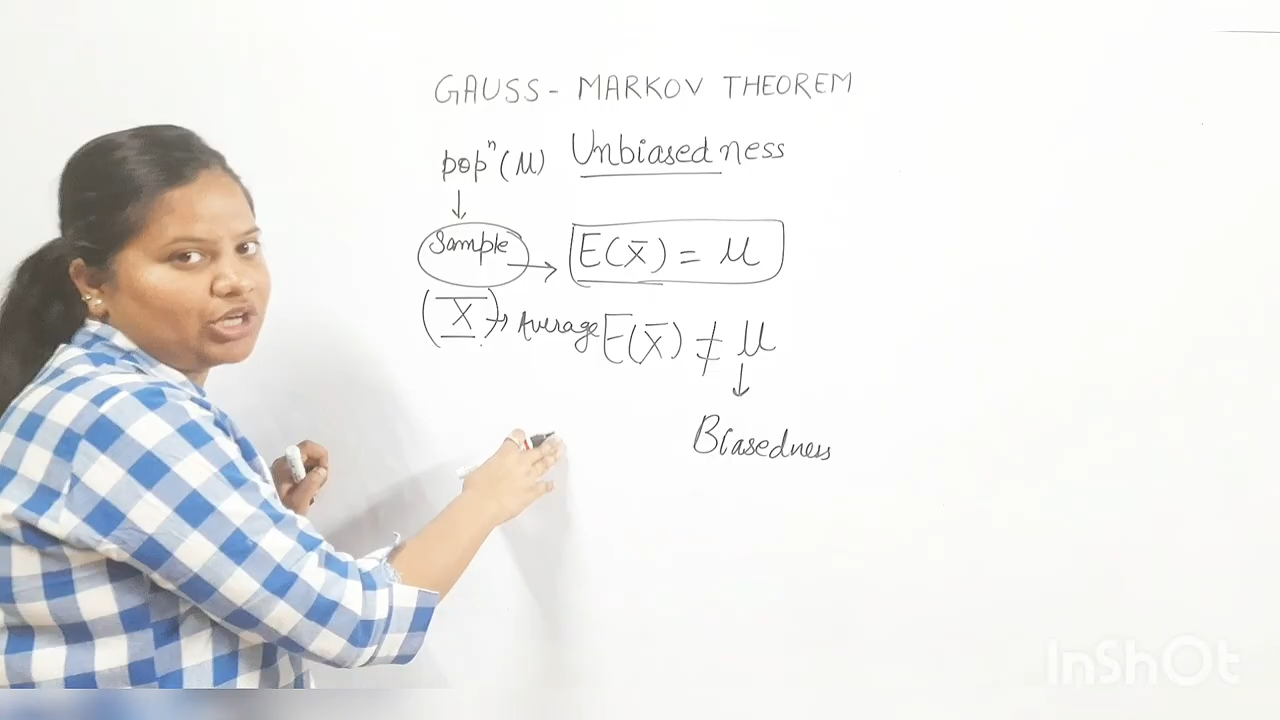 GAUSS - MARKOV THEOREM
popⁿ (μ) Unbiasedness
↓
Sample → E(x̄) = μ
(X̄) → Average E(x̄) ≠ μ
↓
Biasedness
InShOt